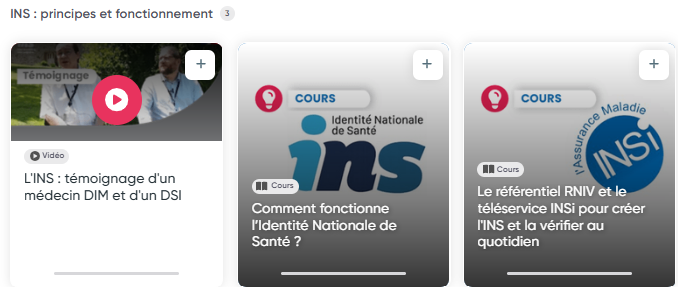 INS : principes et fonctionnement 3
Témoignage
Vidéo
L'INS : témoignage d'un
médecin DIM et d'un DSI
COURS
Identité Nationale
de Santé
ins
Cours
Comment fonctionne
l'Identité Nationale de
Santé ?
COURS
l'Assurance Maladie
INSi
Cours
Le référentiel RNIV et le
téléservice INSi pour créer
l'INS et la vérifier au
quotidien